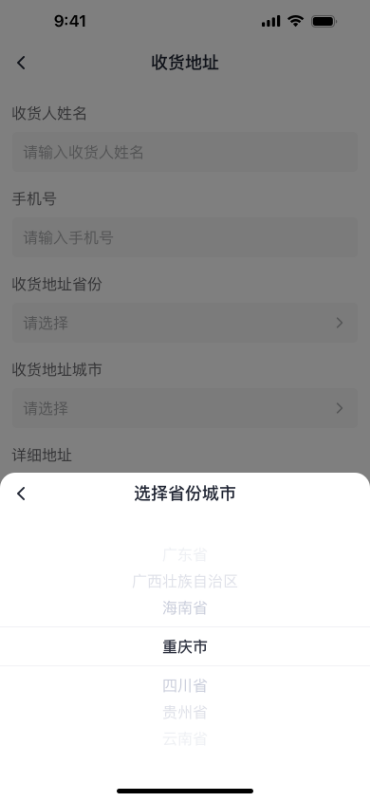 9:41
收货地址
收货人姓名
请输入收货人姓名
手机号
请输入手机号
收货地址省份
请选择
收货地址城市
请选择
详细地址
选择省份城市
广东省
广西壮族自治区
海南省
重庆市
四川省
贵州省
云南省